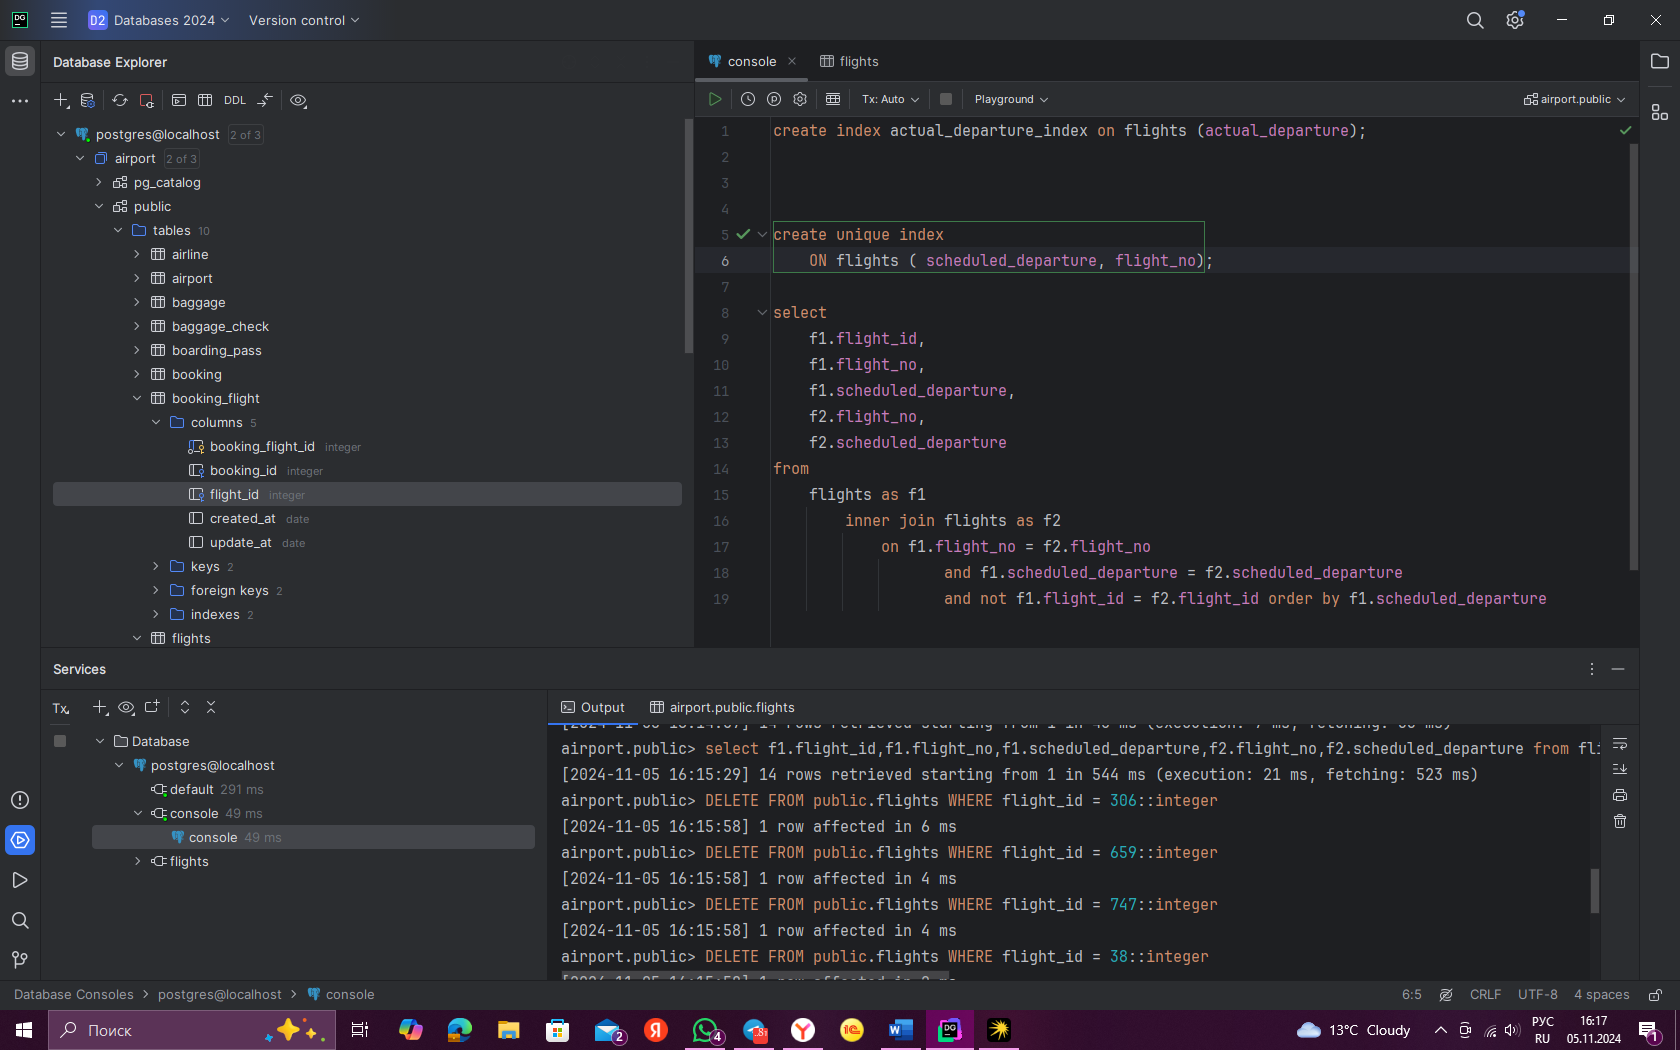 D2 Databases 2024 Version control
Database Explorer
DDL
postgres@localhost 2 of 3
airport 2 of 3
pg_catalog
public
tables 10
airline
airport
baggage
baggage_check
boarding_pass
booking
booking_flight
columns 5
booking_flight_id integer
booking_id integer
flight_id integer
created_at date
update_at date
keys 2
foreign keys 2
indexes 2
flights
console flights
Tx: Auto Playground airport.public
1 create index actual_departure_index on flights (actual_departure);
2
3
4
5 create unique index
6 ON flights ( scheduled_departure, flight_no);
7
8 select
9 f1.flight_id,
10 f1.flight_no,
11 f1.scheduled_departure,
12 f2.flight_no,
13 f2.scheduled_departure
14 from
15 flights as f1
16 inner join flights as f2
17 on f1.flight_no = f2.flight_no
18 and f1.scheduled_departure = f2.scheduled_departure
19 and not f1.flight_id = f2.flight_id order by f1.scheduled_departure
Services
Tx
Database
postgres@localhost
default 291 ms
console 49 ms
console 49 ms
flights
Output airport.public.flights
airport.public> select f1.flight_id,f1.flight_no,f1.scheduled_departure,f2.flight_no,f2.scheduled_departure from fli
[2024-11-05 16:15:29] 14 rows retrieved starting from 1 in 544 ms (execution: 21 ms, fetching: 523 ms)
airport.public> DELETE FROM public.flights WHERE flight_id = 306::integer
[2024-11-05 16:15:58] 1 row affected in 6 ms
airport.public> DELETE FROM public.flights WHERE flight_id = 659::integer
[2024-11-05 16:15:58] 1 row affected in 4 ms
airport.public> DELETE FROM public.flights WHERE flight_id = 747::integer
[2024-11-05 16:15:58] 1 row affected in 4 ms
airport.public> DELETE FROM public.flights WHERE flight_id = 38::integer
Database Consoles > postgres@localhost > console
6:5 CRLF UTF-8 4 spaces
Поиск
2
4
13°C Cloudy
РУС
RU
16:17
05.11.2024
1